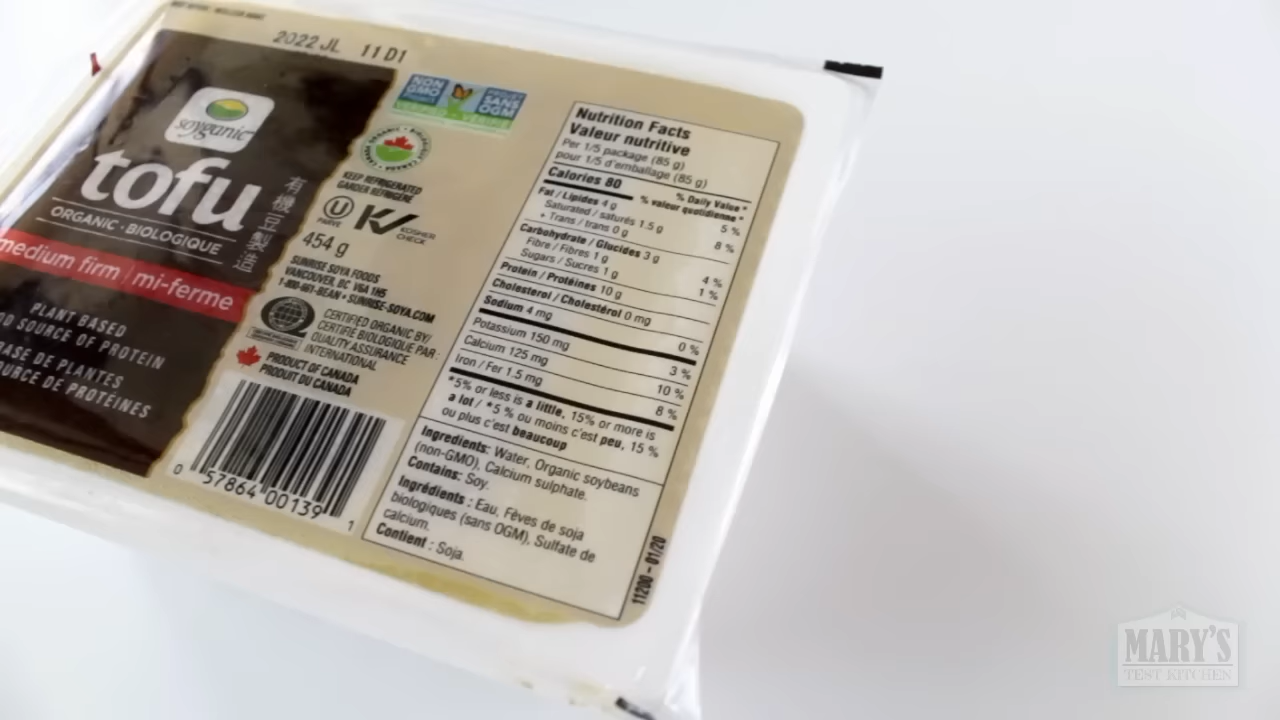 2022 JL 11 D1
soyganic
tofu
ORGANIC · BIOLOGIQUE
有機豆製造
medium firm / mi-ferme
PLANT BASED
SOURCE OF PROTEIN
BASE DE PLANTES
SOURCE DE PROTÉINES
NON GMO
VERIFIED · VÉRIFIÉ
PROJET SANS OGM
KEEP REFRIGERATED
GARDER RÉFRIGÉRÉ
U
PARVE
KOSHER CHECK
454 g
SUNRISE SOYA FOODS
VANCOUVER, BC V6A 1H5
1-800-661-BEAN • SUNRISE-SOYA.COM
CERTIFIED ORGANIC BY/
CERTIFIÉ BIOLOGIQUE PAR :
QUALITY ASSURANCE
INTERNATIONAL
PRODUCT OF CANADA
PRODUIT DU CANADA
0 57864 00139 1
Nutrition Facts
Valeur nutritive
Per 1/5 package (85 g)
pour 1/5 d'emballage (85 g)
Calories 80
% Daily Value*
% valeur quotidienne*
Fat / Lipides 4 g 5 %
Saturated / saturés 1.5 g
+ Trans / trans 0 g 8 %
Carbohydrate / Glucides 3 g
Fibre / Fibres 1 g 4 %
Sugars / Sucres 1 g 1 %
Protein / Protéines 10 g
Cholesterol / Cholestérol 0 mg
Sodium 4 mg 0 %
Potassium 150 mg 3 %
Calcium 125 mg 10 %
Iron / Fer 1.5 mg 8 %
*5% or less is a little, 15% or more is
a lot / *5 % ou moins c'est peu, 15 %
ou plus c'est beaucoup
Ingredients: Water, Organic soybeans
(non-GMO), Calcium sulphate.
Contains: Soy.
Ingrédients : Eau, Fèves de soja
biologiques (sans OGM), Sulfate de
calcium.
Contient : Soja.
11200 – 01/20
MARY'S
TEST KITCHEN